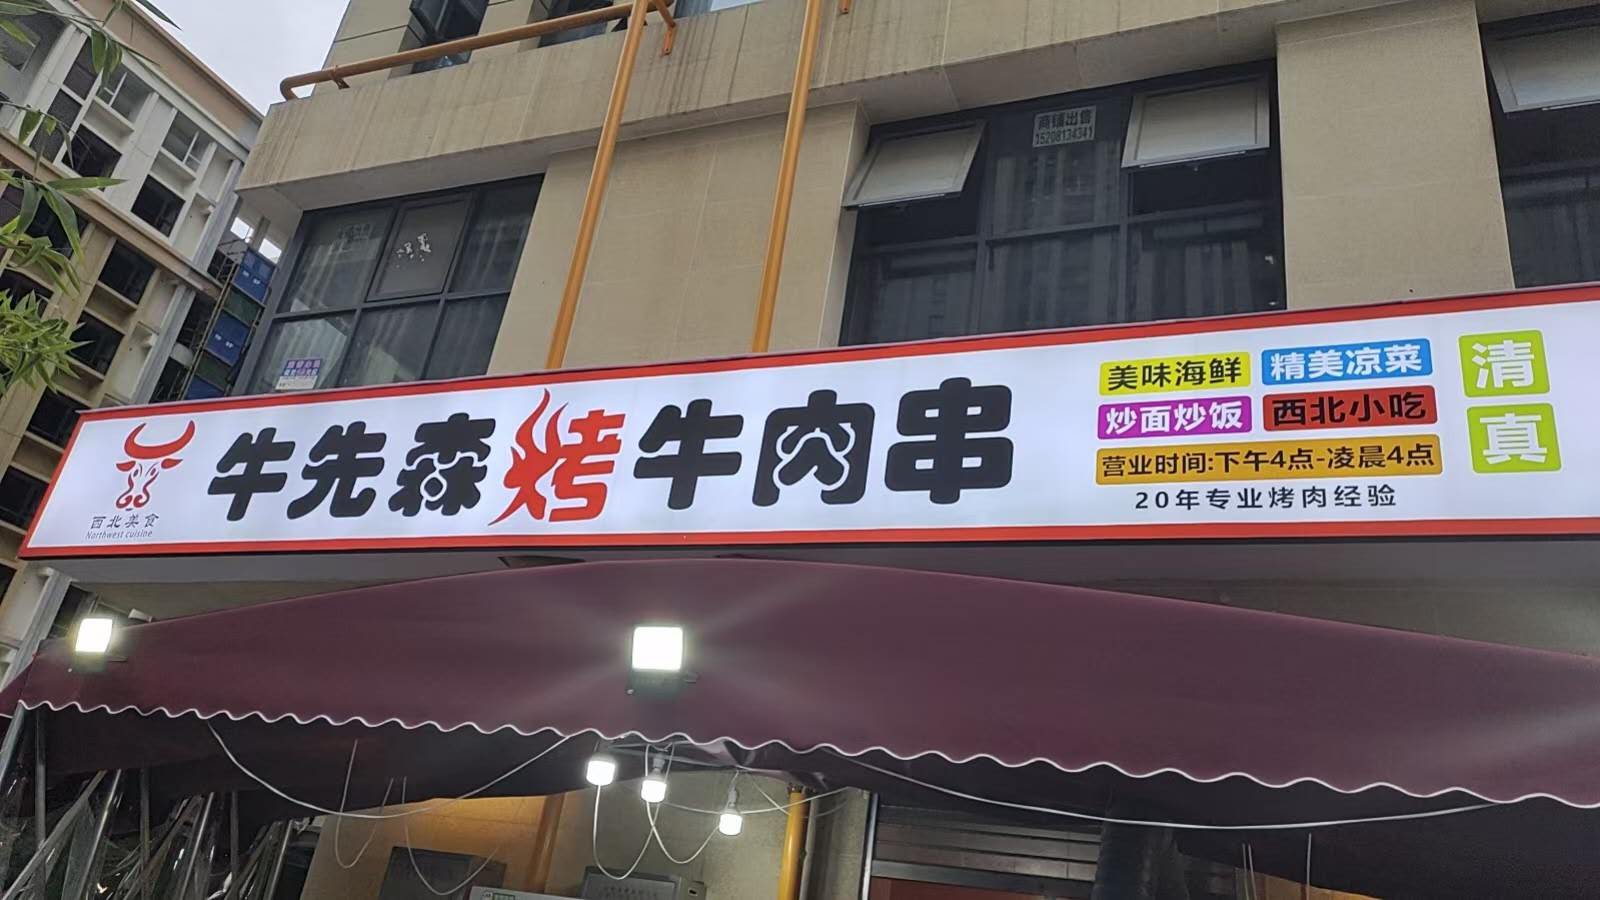 商铺出售
15208134341
西北美食
Northwest cuisine
牛先森烤牛肉串
美味海鲜
精美凉菜
炒面炒饭
西北小吃
营业时间:下午4点-凌晨4点
20年专业烤肉经验
清真